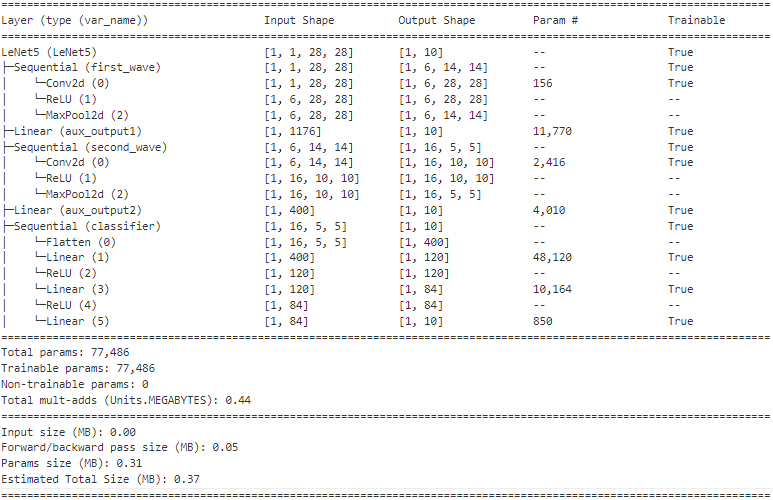 ==========================================================================================================================
Layer (type (var_name))                  Input Shape          Output Shape         Param #              Trainable
==========================================================================================================================
LeNet5 (LeNet5)                          [1, 1, 28, 28]       [1, 10]              --                   True
├─Sequential (first_wave)                [1, 1, 28, 28]       [1, 6, 14, 14]       --                   True
│    └─Conv2d (0)                        [1, 1, 28, 28]       [1, 6, 28, 28]       156                  True
│    └─ReLU (1)                          [1, 6, 28, 28]       [1, 6, 28, 28]       --                   --
│    └─MaxPool2d (2)                     [1, 6, 28, 28]       [1, 6, 14, 14]       --                   --
├─Linear (aux_output1)                   [1, 1176]            [1, 10]              11,770               True
├─Sequential (second_wave)               [1, 6, 14, 14]       [1, 16, 5, 5]        --                   True
│    └─Conv2d (0)                        [1, 6, 14, 14]       [1, 16, 10, 10]      2,416                True
│    └─ReLU (1)                          [1, 16, 10, 10]      [1, 16, 10, 10]      --                   --
│    └─MaxPool2d (2)                     [1, 16, 10, 10]      [1, 16, 5, 5]        --                   --
├─Linear (aux_output2)                   [1, 400]             [1, 10]              4,010                True
├─Sequential (classifier)                [1, 16, 5, 5]        [1, 10]              --                   True
│    └─Flatten (0)                       [1, 16, 5, 5]        [1, 400]             --                   --
│    └─Linear (1)                        [1, 400]             [1, 120]             48,120               True
│    └─ReLU (2)                          [1, 120]             [1, 120]             --                   --
│    └─Linear (3)                        [1, 120]             [1, 84]              10,164               True
│    └─ReLU (4)                          [1, 84]              [1, 84]              --                   --
│    └─Linear (5)                        [1, 84]              [1, 10]              850                  True
==========================================================================================================================
Total params: 77,486
Trainable params: 77,486
Non-trainable params: 0
Total mult-adds (Units.MEGABYTES): 0.44
==========================================================================================================================
Input size (MB): 0.00
Forward/backward pass size (MB): 0.05
Params size (MB): 0.31
Estimated Total Size (MB): 0.37
==========================================================================================================================